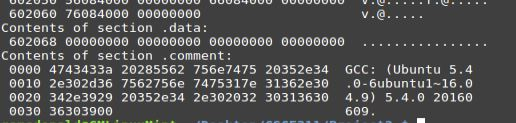 602060 76084000 00000000 v.@.....
Contents of section .data:
602068 00000000 00000000 00000000 00000000 ................
Contents of section .comment:
0000 4743433a 20285562 756e7475 20352e34 GCC: (Ubuntu 5.4
0010 2e302d36 7562756e 7475317e 31362e30 .0-6ubuntu1~16.0
0020 342e3929 20352e34 2e302032 30313630 4.9) 5.4.0 20160
0030 36303900 609.